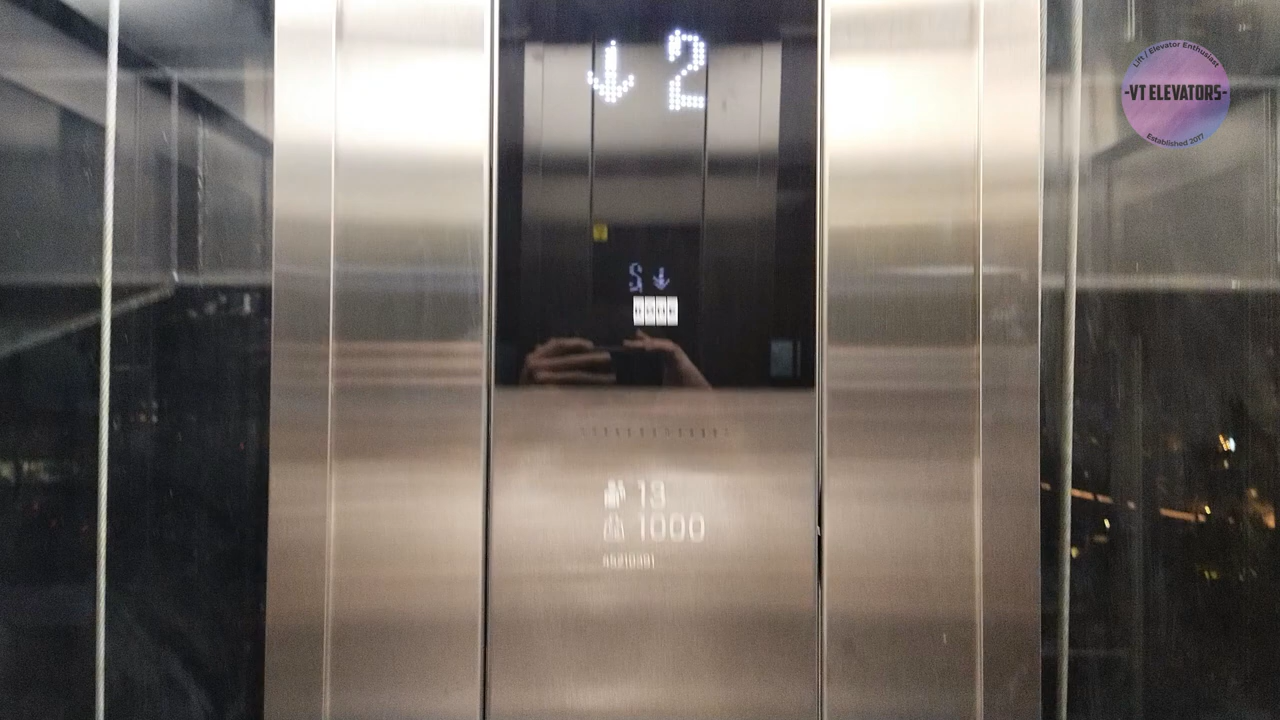 ↓ 2
Lift / Elevator Enthusiast
-VT ELEVATORS-
Established 2017
13
1000